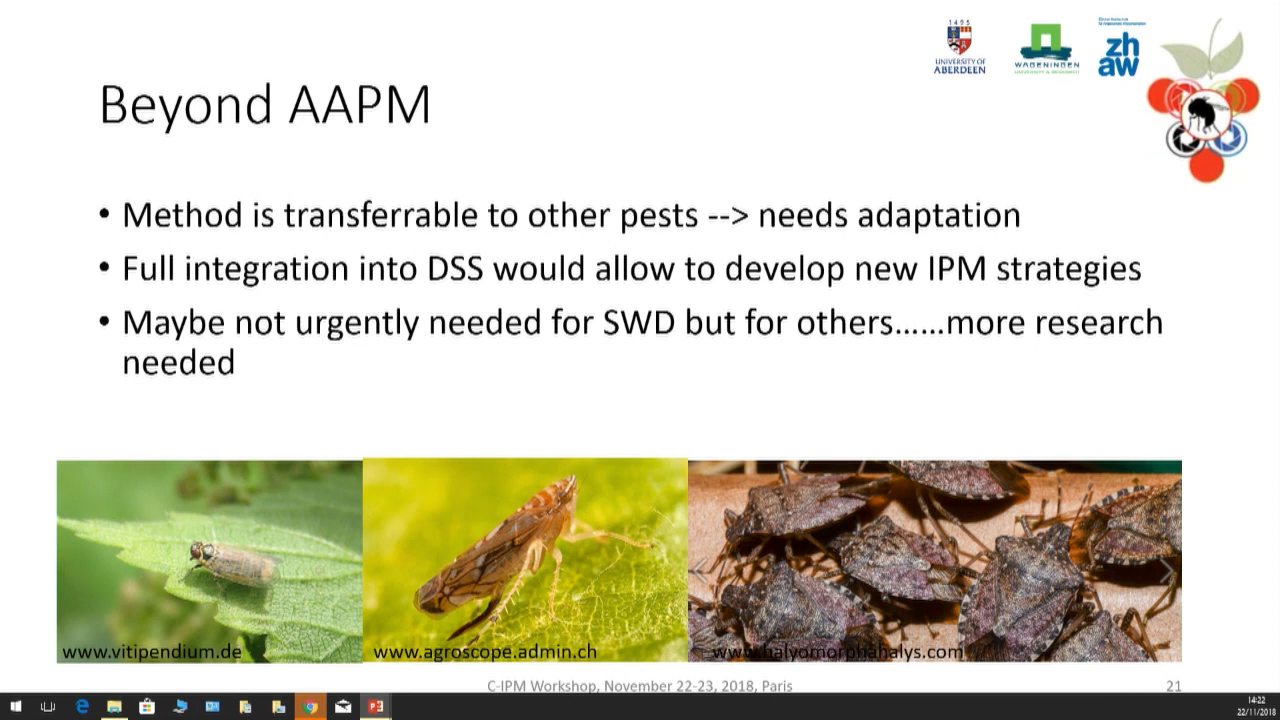 1495
UNIVERSITY OF
ABERDEEN
WAGENINGEN
zh
aw
Beyond AAPM
• Method is transferrable to other pests --> needs adaptation
• Full integration into DSS would allow to develop new IPM strategies
• Maybe not urgently needed for SWD but for others……more research
needed
www.vitipendium.de
www.agroscope.admin.ch
www.halyomorphahalys.com
C-IPM Workshop, November 22-23, 2018, Paris
21
14:22
22/11/2018